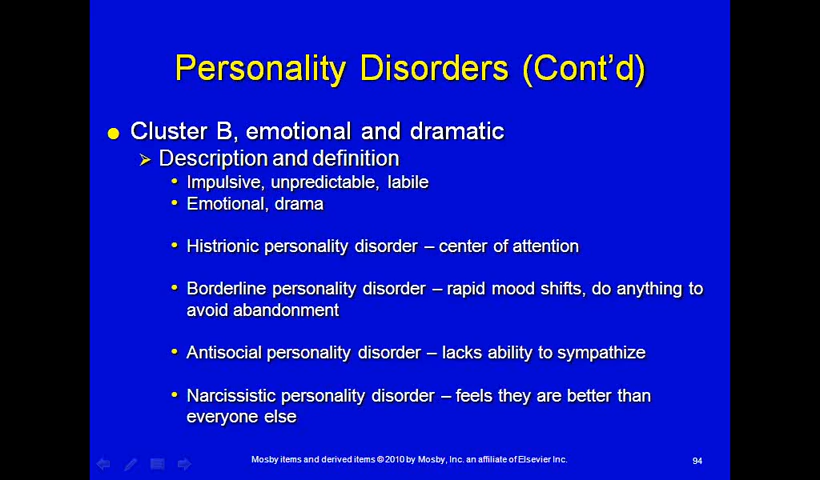 Personality Disorders (Cont'd)
Cluster B, emotional and dramatic
Description and definition
Impulsive, unpredictable, labile
Emotional, drama
Histrionic personality disorder – center of attention
Borderline personality disorder – rapid mood shifts, do anything to
avoid abandonment
Antisocial personality disorder – lacks ability to sympathize
Narcissistic personality disorder – feels they are better than
everyone else
Mosby items and derived items © 2010 by Mosby, Inc. an affiliate of Elsevier Inc.
94